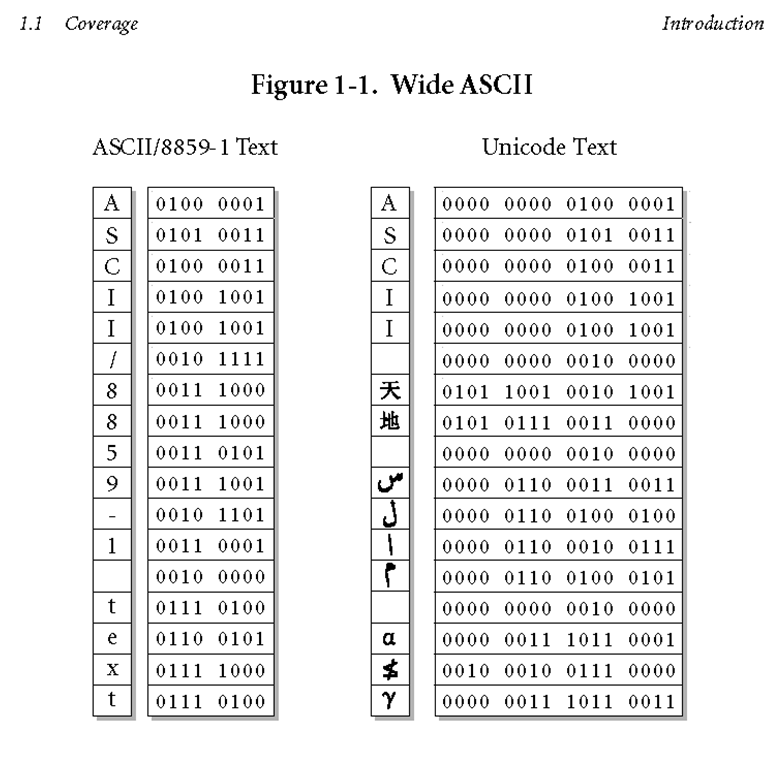 1.1 Coverage Introduction
Figure 1-1. Wide ASCII
ASCII/8859-1 Text Unicode Text
A 0100 0001 A 0000 0000 0100 0001
S 0101 0011 S 0000 0000 0101 0011
C 0100 0011 C 0000 0000 0100 0011
I 0100 1001 I 0000 0000 0100 1001
I 0100 1001 I 0000 0000 0100 1001
/ 0010 1111 0000 0000 0010 0000
8 0011 1000 天 0101 1001 0010 1001
8 0011 1000 地 0101 0111 0011 0000
5 0011 0101 0000 0000 0010 0000
9 0011 1001 س 0000 0110 0011 0011
- 0010 1101 ل 0000 0110 0100 0100
1 0011 0001 ا 0000 0110 0010 0111
0010 0000 م 0000 0110 0100 0101
t 0111 0100 0000 0000 0010 0000
e 0110 0101 α 0000 0011 1011 0001
x 0111 1000 ≰ 0010 0010 0111 0000
t 0111 0100 γ 0000 0011 1011 0011